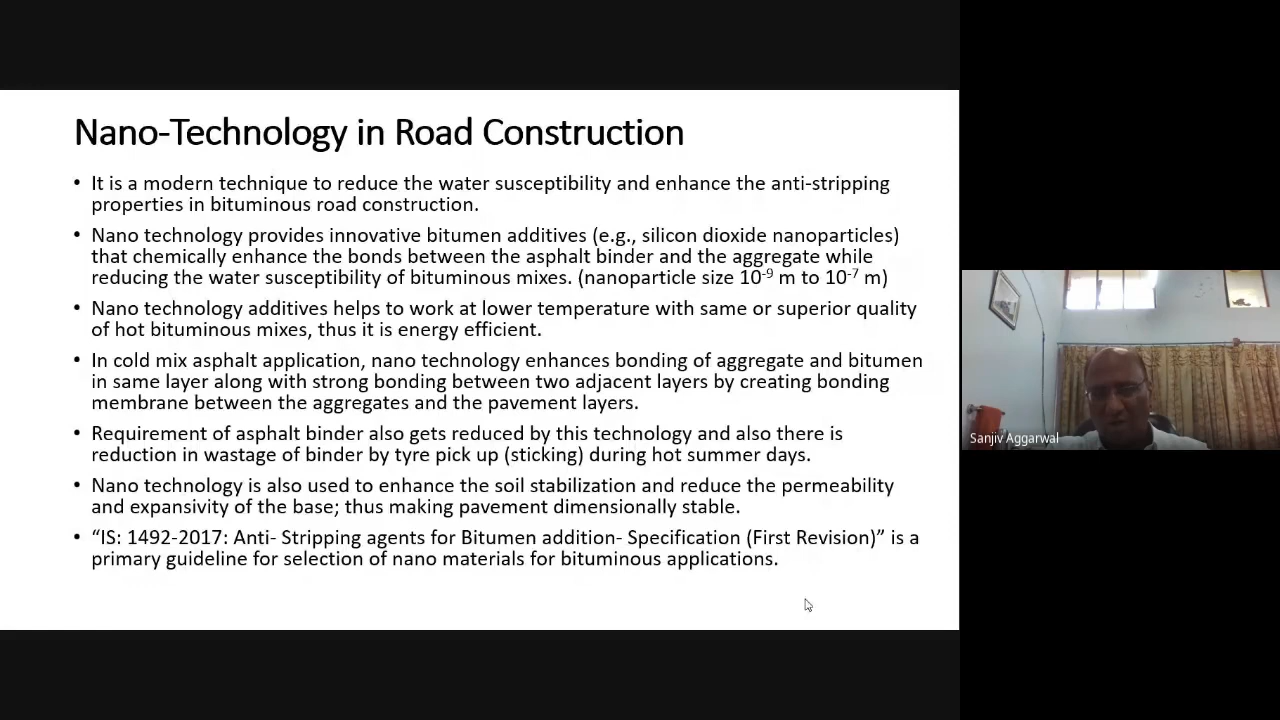 Nano-Technology in Road Construction
• It is a modern technique to reduce the water susceptibility and enhance the anti-stripping
properties in bituminous road construction.
• Nano technology provides innovative bitumen additives (e.g., silicon dioxide nanoparticles)
that chemically enhance the bonds between the asphalt binder and the aggregate while
reducing the water susceptibility of bituminous mixes. (nanoparticle size 10⁻⁹ m to 10⁻⁷ m)
• Nano technology additives helps to work at lower temperature with same or superior quality
of hot bituminous mixes, thus it is energy efficient.
• In cold mix asphalt application, nano technology enhances bonding of aggregate and bitumen
in same layer along with strong bonding between two adjacent layers by creating bonding
membrane between the aggregates and the pavement layers.
• Requirement of asphalt binder also gets reduced by this technology and also there is
reduction in wastage of binder by tyre pick up (sticking) during hot summer days.
• Nano technology is also used to enhance the soil stabilization and reduce the permeability
and expansivity of the base; thus making pavement dimensionally stable.
• “IS: 1492-2017: Anti- Stripping agents for Bitumen addition- Specification (First Revision)” is a
primary guideline for selection of nano materials for bituminous applications.
Sanjiv Aggarwal